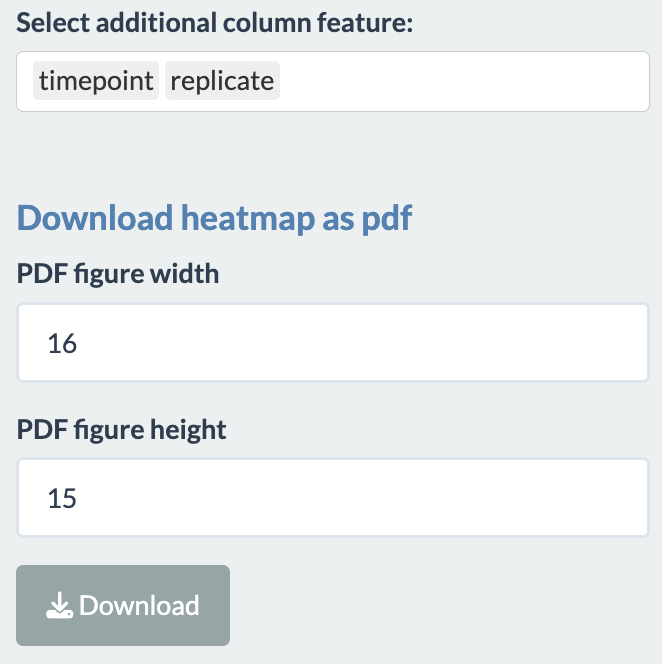 Select additional column feature:
timepoint replicate
Download heatmap as pdf
PDF figure width
16
PDF figure height
15
Download